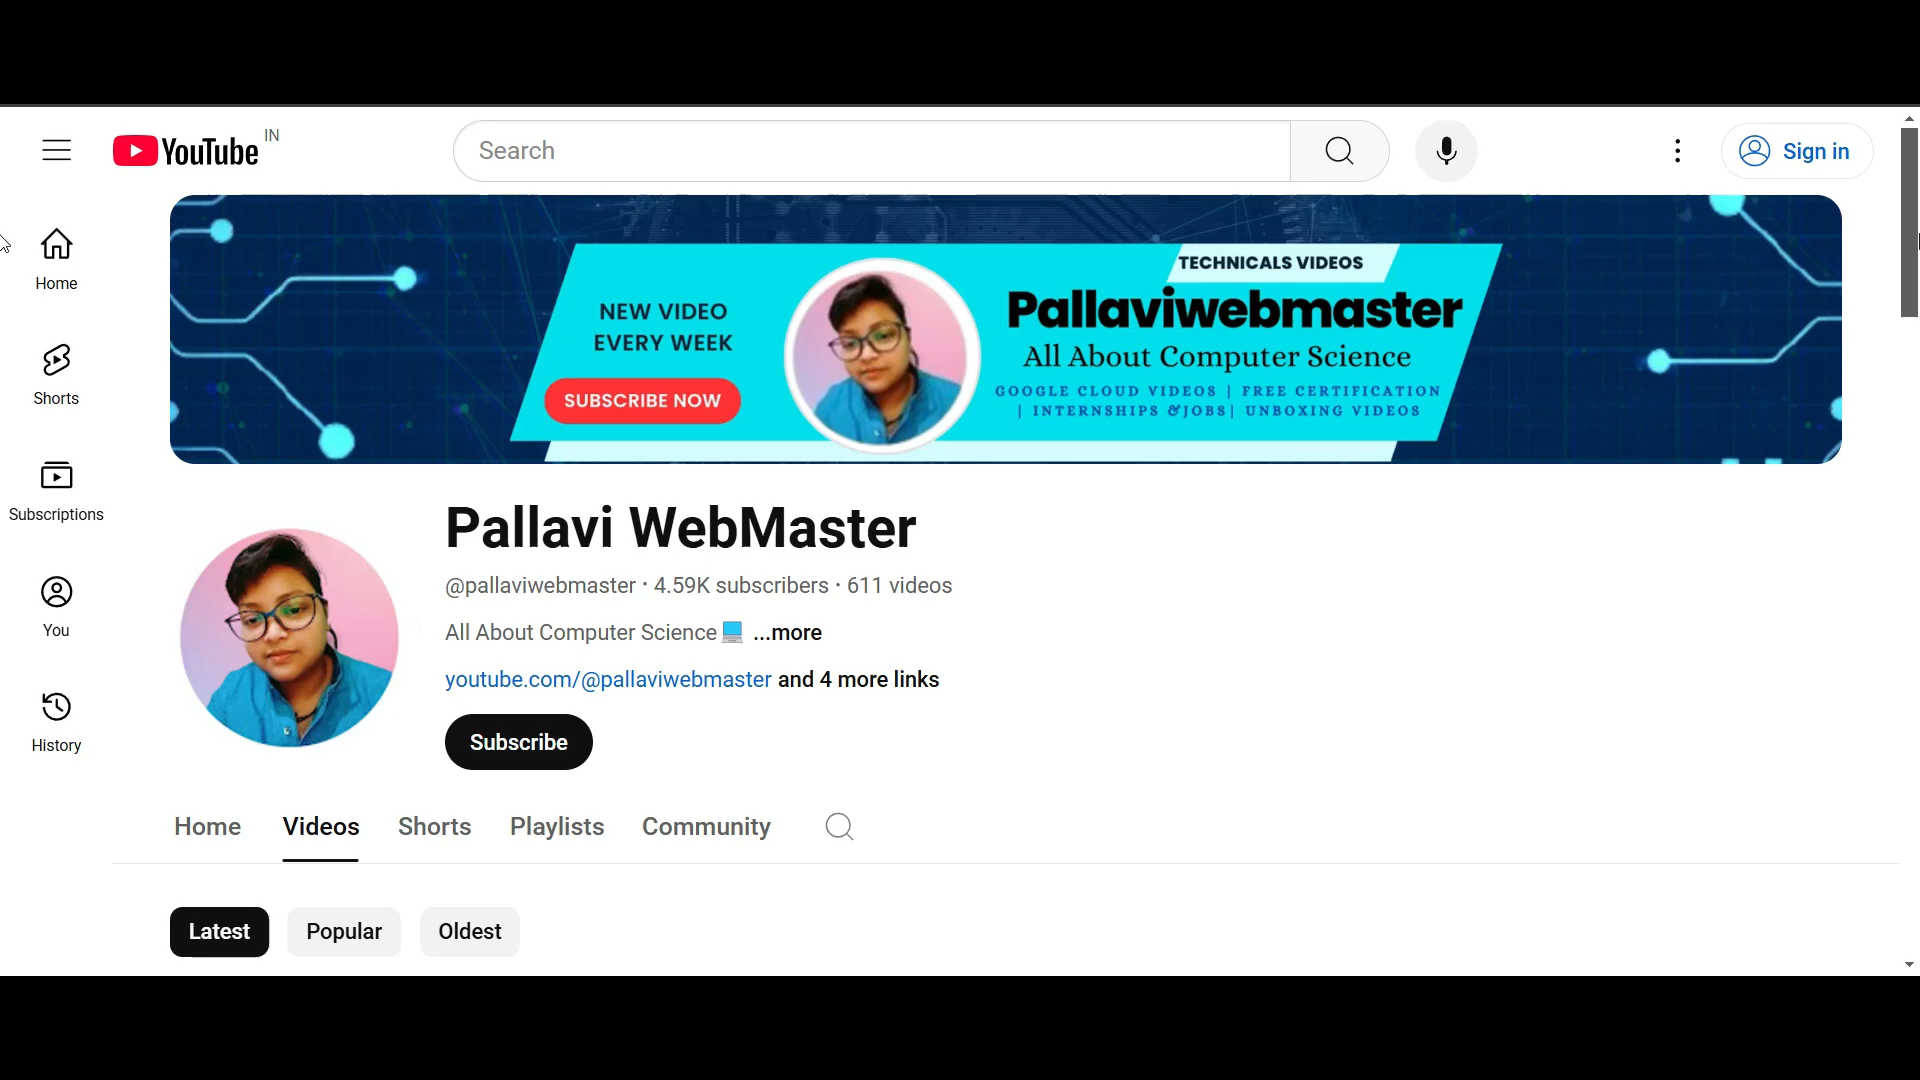 YouTube IN
Search
Sign in
Home
Shorts
Subscriptions
You
History
NEW VIDEO
EVERY WEEK
SUBSCRIBE NOW
TECHNICALS VIDEOS
Pallaviwebmaster
All About Computer Science
GOOGLE CLOUD VIDEOS | FREE CERTIFICATION
| INTERNSHIPS &JOBS| UNBOXING VIDEOS
Pallavi WebMaster
@pallaviwebmaster · 4.59K subscribers · 611 videos
All About Computer Science💻 ...more
youtube.com/@pallaviwebmaster and 4 more links
Subscribe
Home Videos Shorts Playlists Community
Latest Popular Oldest